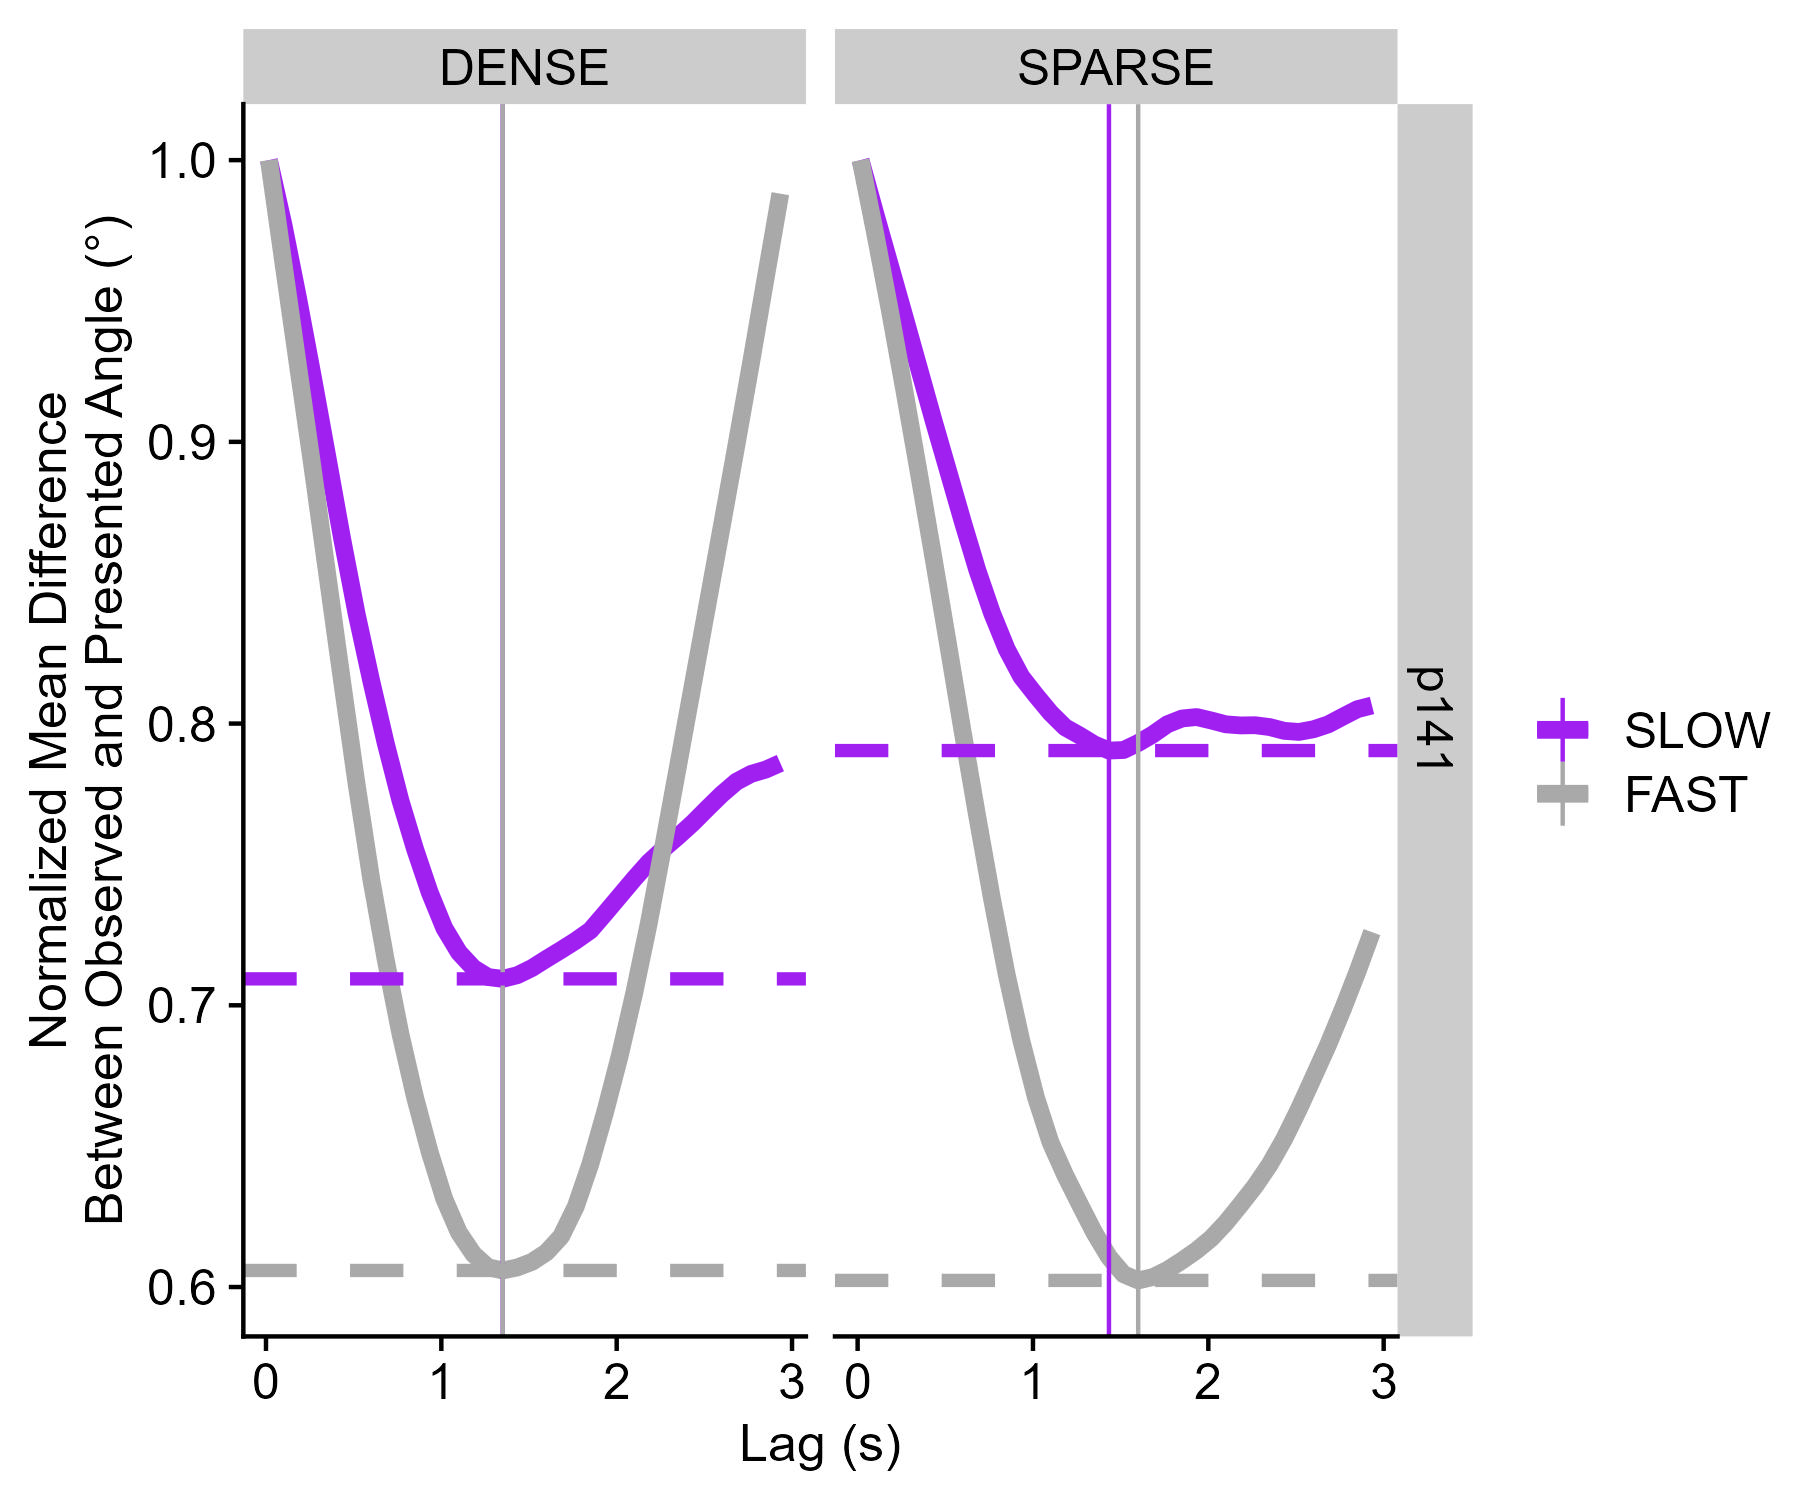 DENSE
SPARSE
Normalized Mean Difference
Between Observed and Presented Angle (°)
1.0
0.9
0.8
0.7
0.6
0 1 2 3
0 1 2 3
Lag (s)
p141
SLOW
FAST